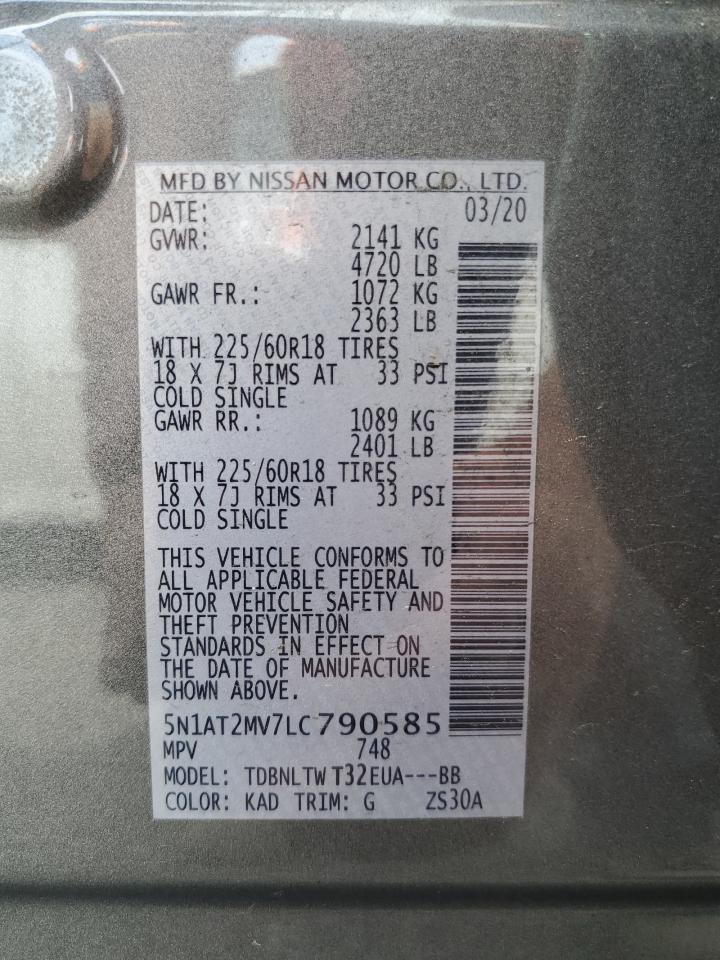 MFD BY NISSAN MOTOR CO., LTD.
DATE: 03/20
GVWR: 2141 KG
4720 LB
GAWR FR.: 1072 KG
2363 LB
WITH 225/60R18 TIRES
18 X 7J RIMS AT 33 PSI
COLD SINGLE
GAWR RR.: 1089 KG
2401 LB
WITH 225/60R18 TIRES
18 X 7J RIMS AT 33 PSI
COLD SINGLE
THIS VEHICLE CONFORMS TO
ALL APPLICABLE FEDERAL
MOTOR VEHICLE SAFETY AND
THEFT PREVENTION
STANDARDS IN EFFECT ON
THE DATE OF MANUFACTURE
SHOWN ABOVE.
5N1AT2MV7LC790585
MPV 748
MODEL: TDBNLTWT32EUA---BB
COLOR: KAD TRIM: G ZS30A